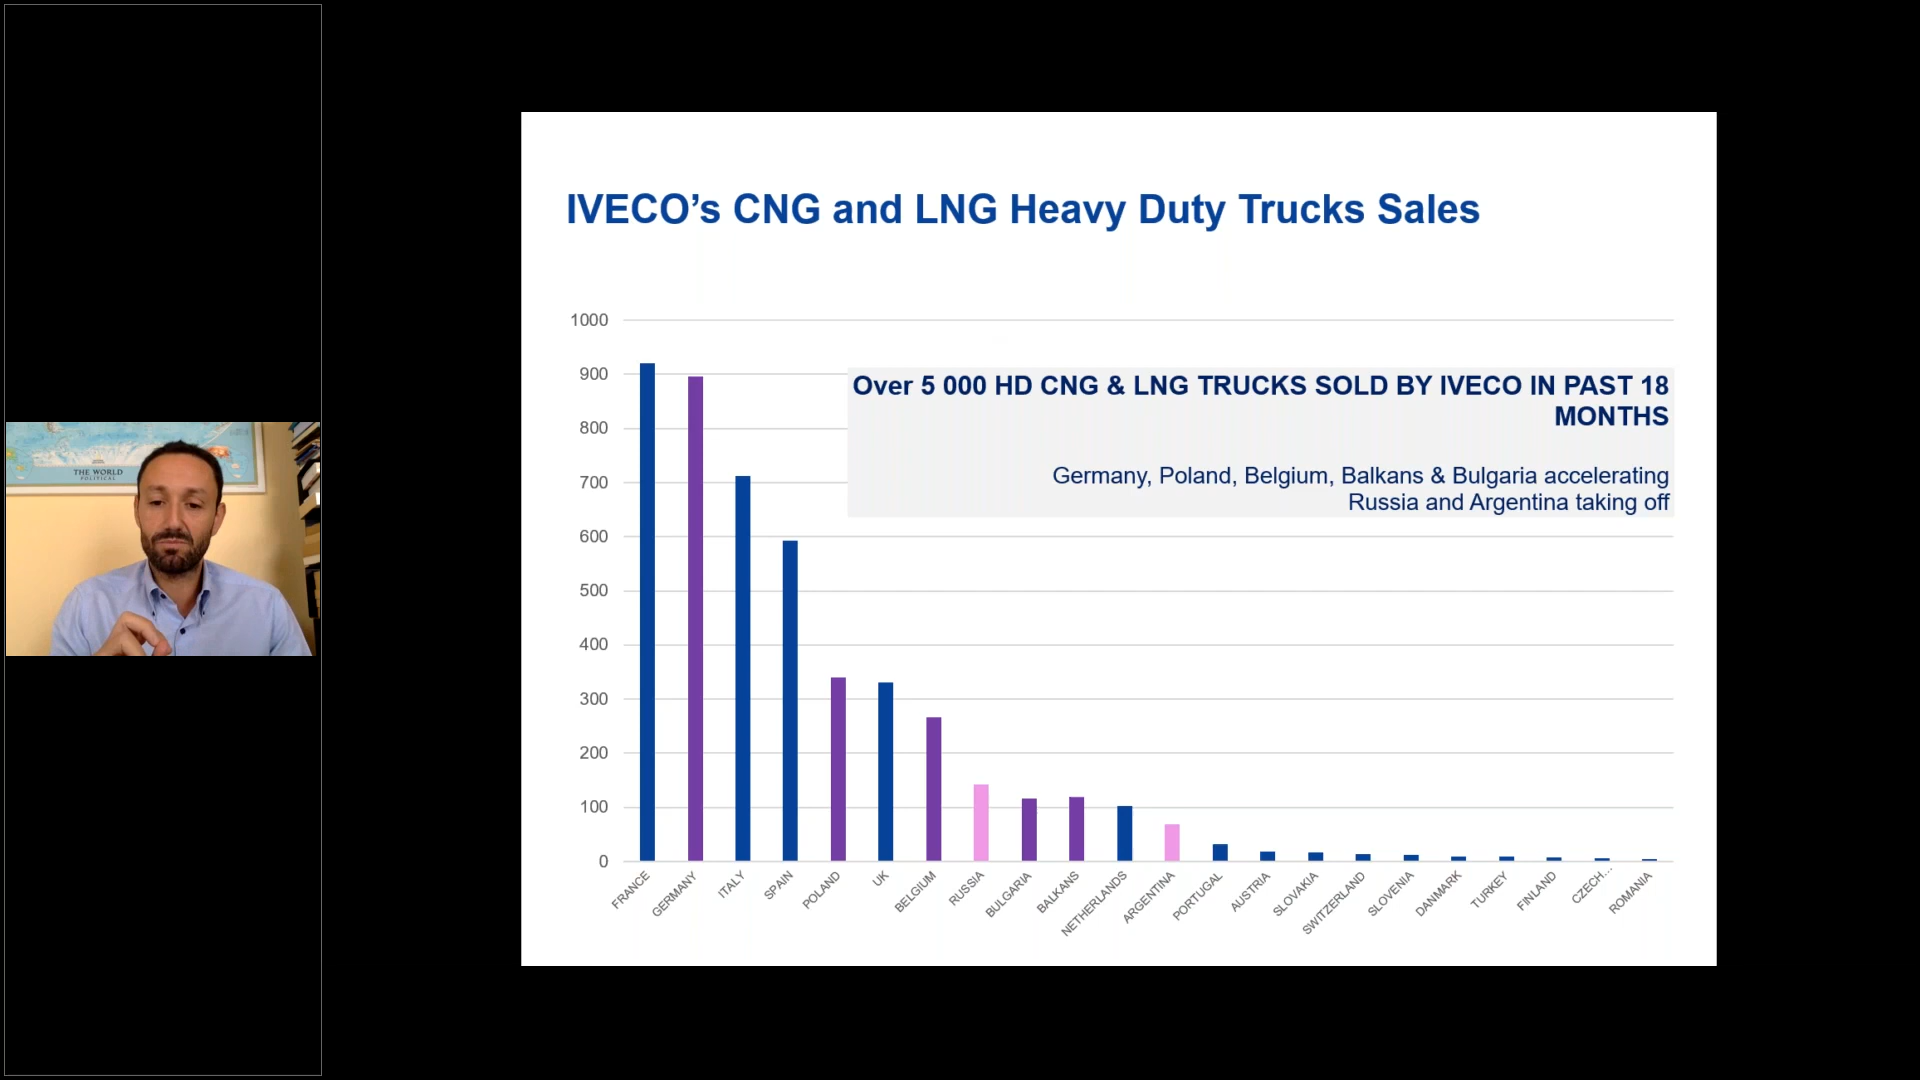 THE WORLD
POLITICAL
IVECO’s CNG and LNG Heavy Duty Trucks Sales
Over 5 000 HD CNG & LNG TRUCKS SOLD BY IVECO IN PAST 18
MONTHS
Germany, Poland, Belgium, Balkans & Bulgaria accelerating
Russia and Argentina taking off
1000
900
800
700
600
500
400
300
200
100
0
FRANCE
GERMANY
ITALY
SPAIN
POLAND
UK
BELGIUM
RUSSIA
BULGARIA
BALKANS
NETHERLANDS
ARGENTINA
PORTUGAL
AUSTRIA
SLOVAKIA
SWITZERLAND
SLOVENIA
DANMARK
TURKEY
FINLAND
CZECH...
ROMANIA